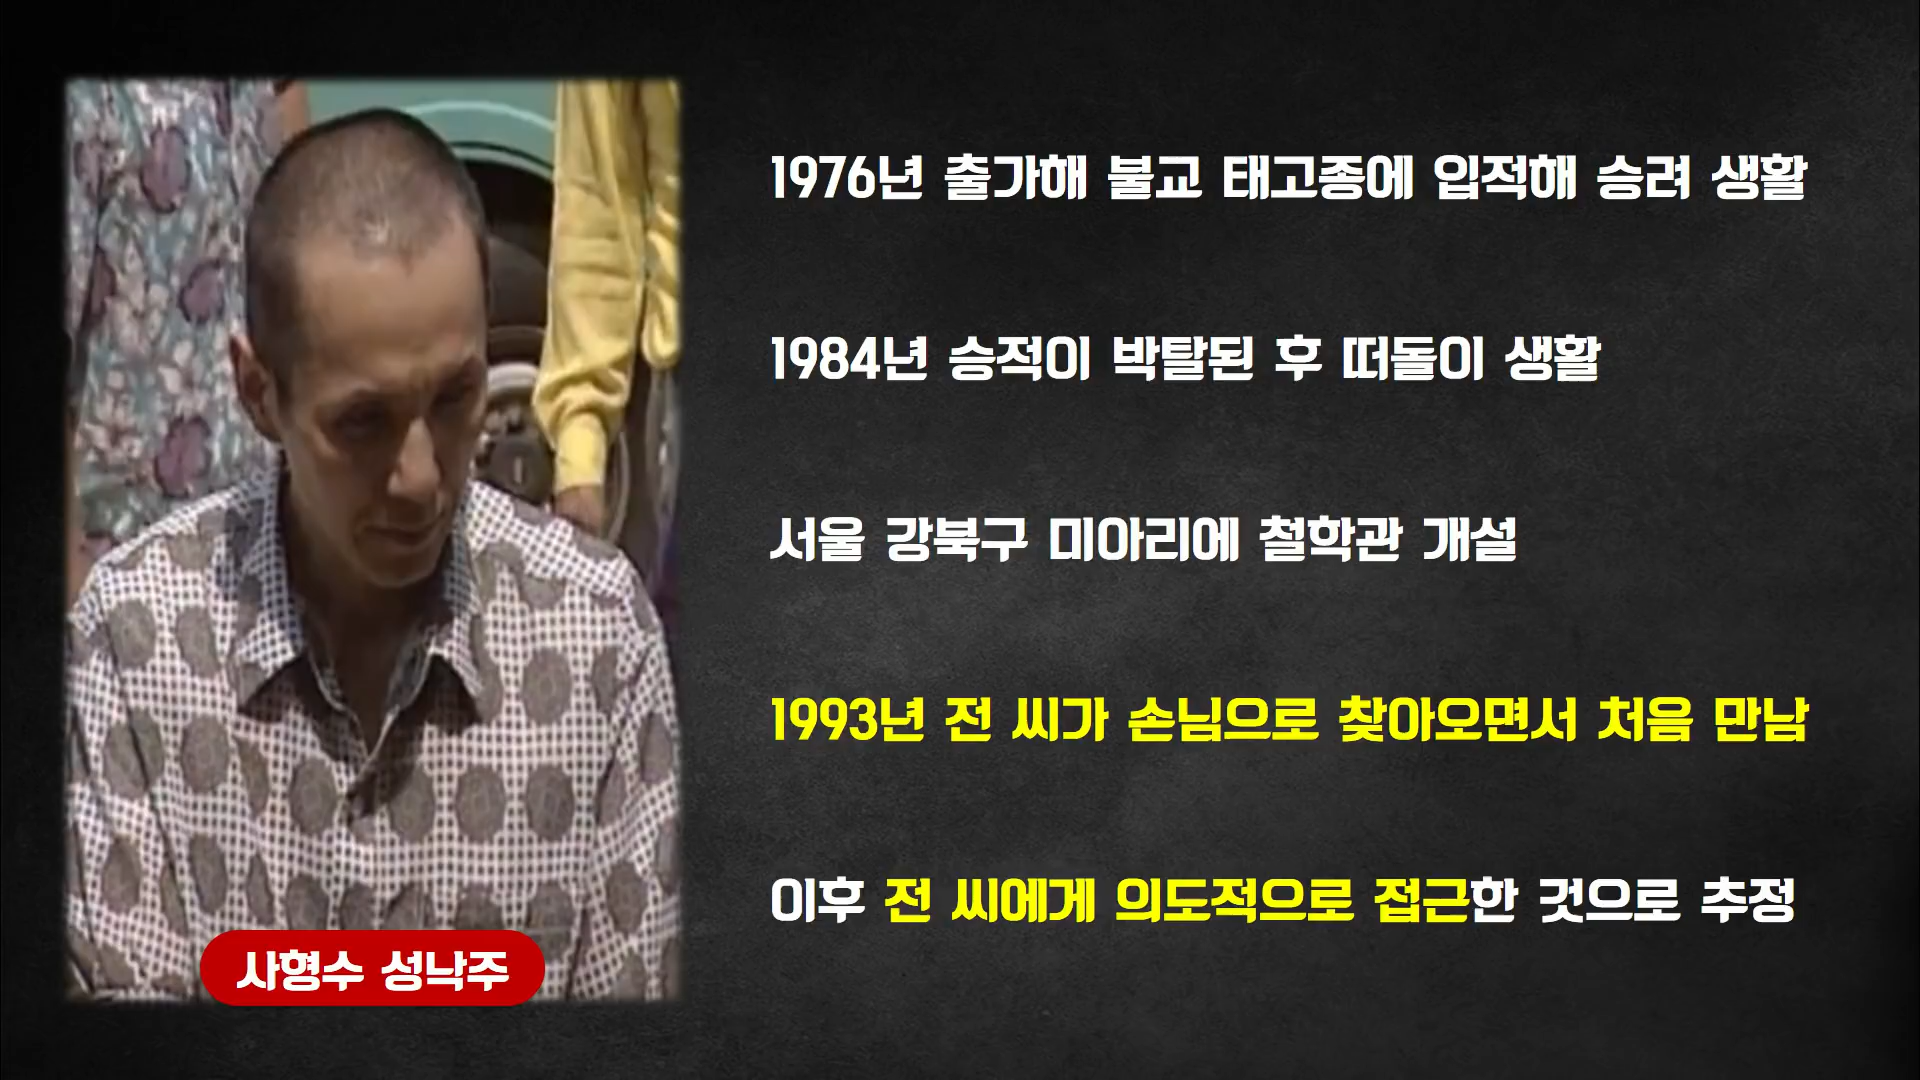 1976년 출가해 불교 태고종에 입적해 승려 생활
1984년 승적이 박탈된 후 떠돌이 생활
서울 강북구 미아리에 철학관 개설
1993년 전 씨가 손님으로 찾아오면서 처음 만남
이후 전 씨에게 의도적으로 접근한 것으로 추정
사형수 성낙주